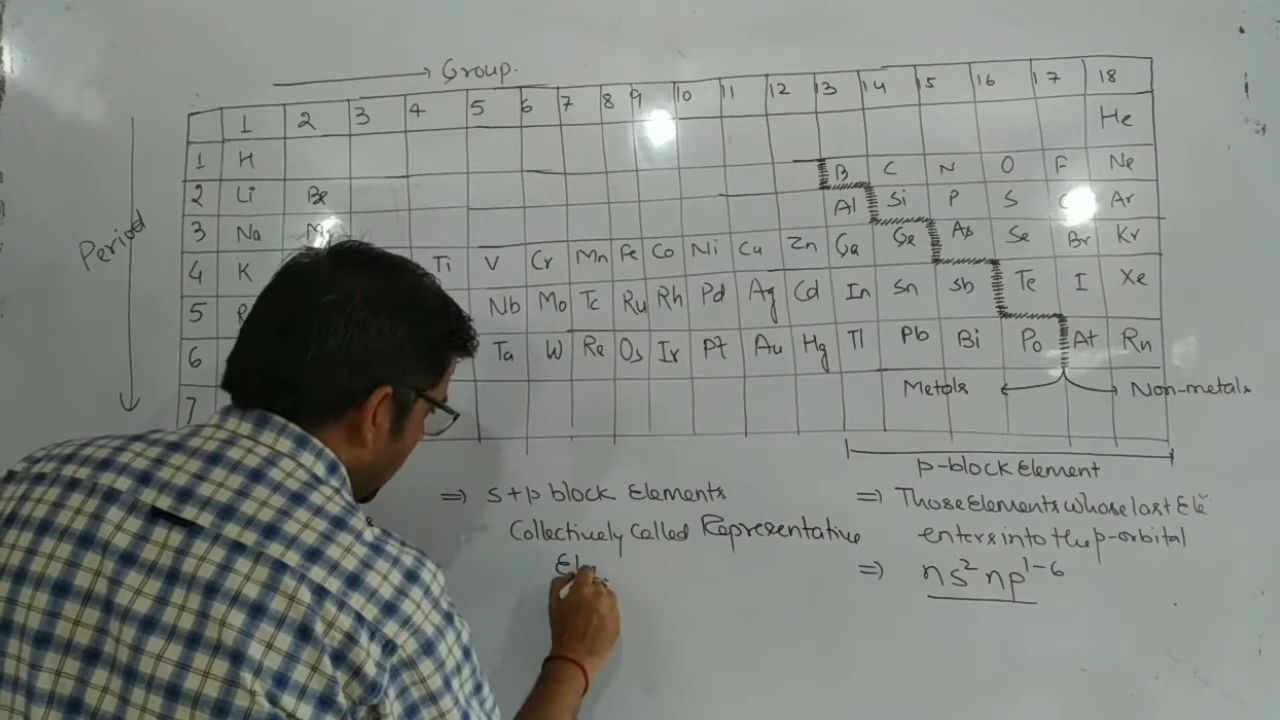 Group.
1 2 3 4 5 6 7 8 9 10 11 12 13 14 15 16 17 18
He
1 H B C N O F Ne
2 Li Be Al Si P S Ar
3 Na
4 K Ti V Cr Mn Fe Co Ni Cu Zn Ga Ge As Se Br Kr
5 Nb Mo Tc Ru Rh Pd Ag Cd In Sn Sb Te I Xe
6 Ta W Re Os Ir Pt Au Hg Tl Pb Bi Po At Rn
7
Period
Metals Non-metals
p-block Element
⇒ s+p block Elements
Collectively Called Representative
⇒ Those Elements whose last Ele
enters into the p-orbital
⇒ ns² np¹⁻⁶